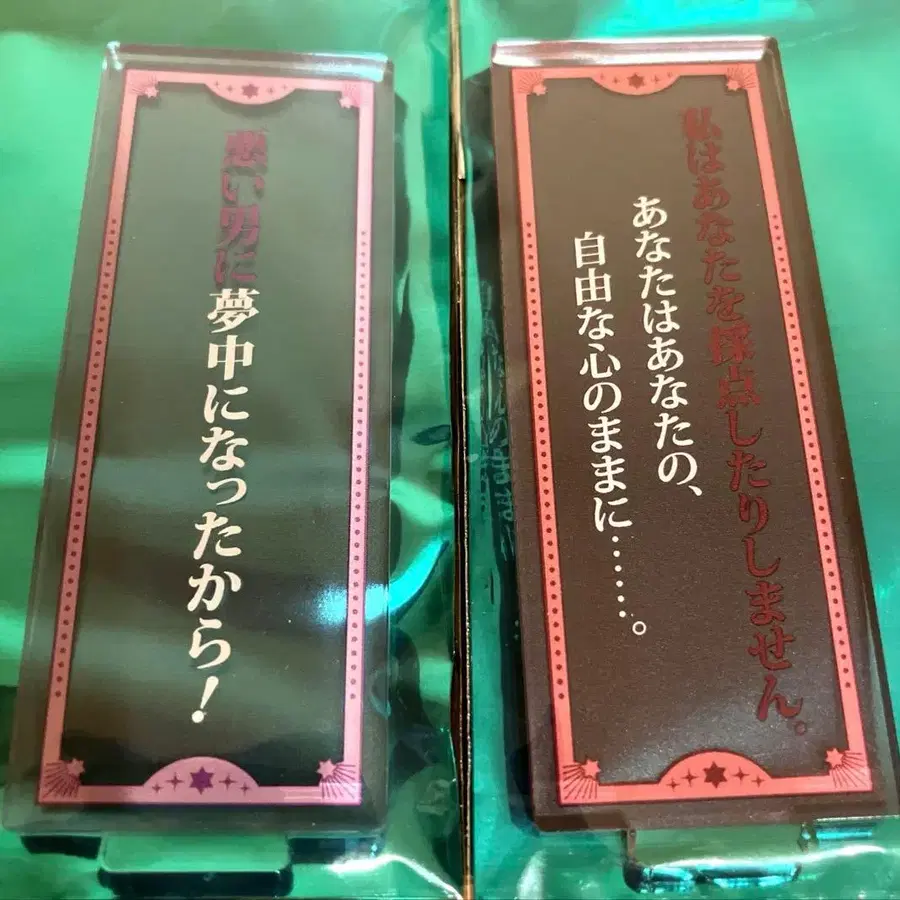 悪い男に夢中になったから！
私はあなたを採点したりしません。
あなたはあなたの、
自由な心のままに……。